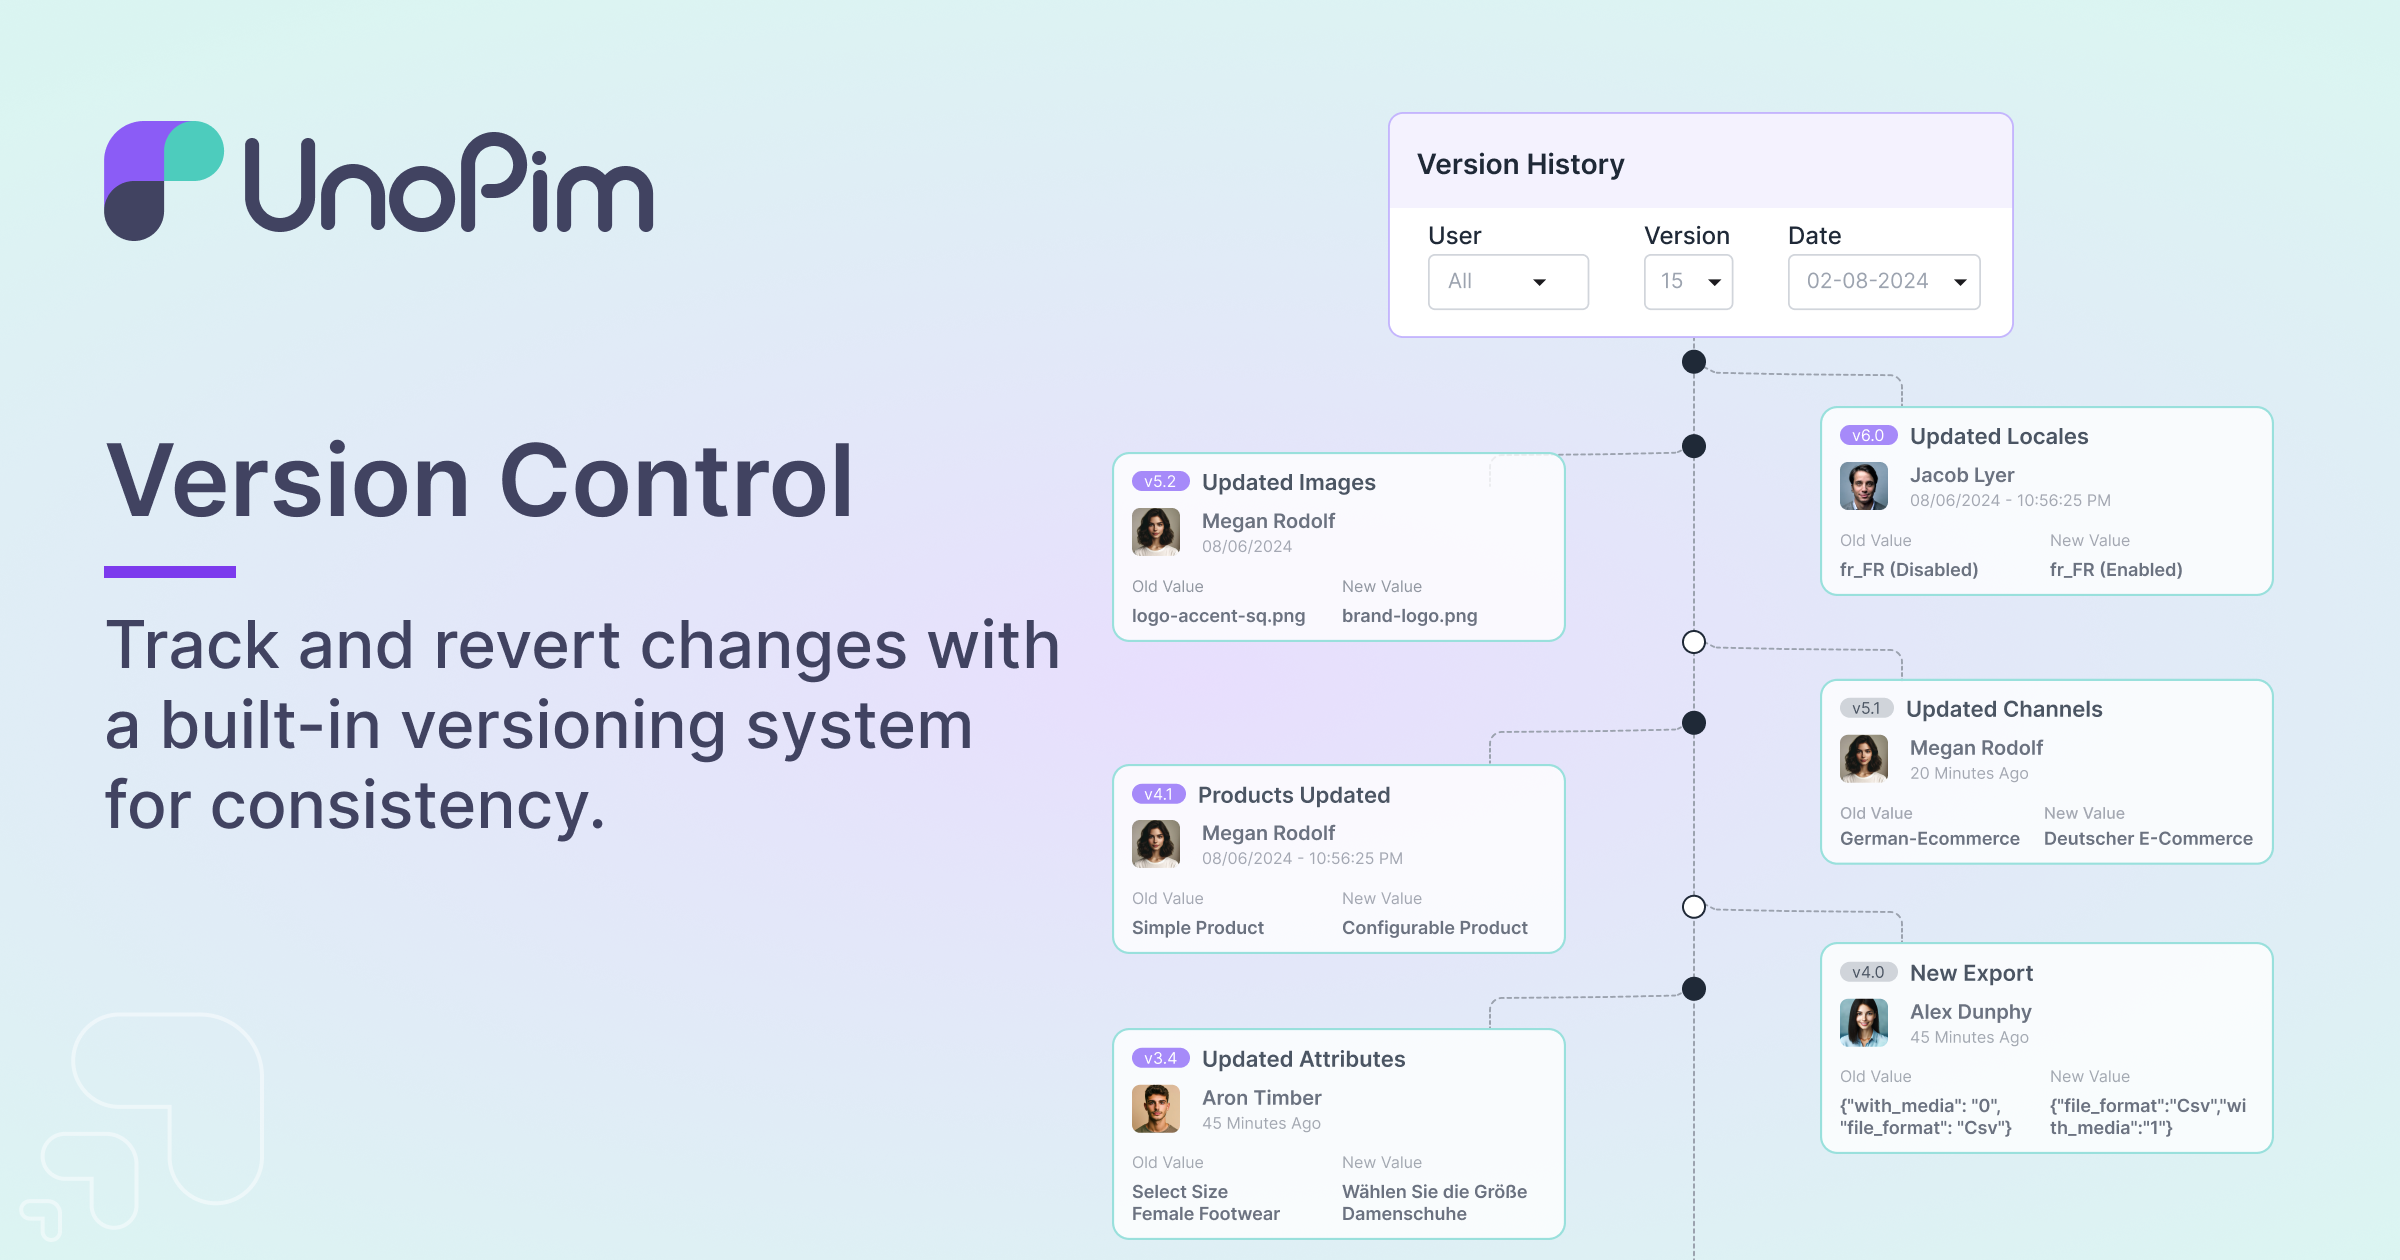 UnoPim
Version Control
Track and revert changes with
a built-in versioning system
for consistency.
Version History
User
Version
Date
All
15
02-08-2024
v6.0 Updated Locales
Jacob Lyer
08/06/2024 - 10:56:25 PM
Old Value
New Value
fr_FR (Disabled)
fr_FR (Enabled)
v5.2 Updated Images
Megan Rodolf
08/06/2024
Old Value
New Value
logo-accent-sq.png
brand-logo.png
v5.1 Updated Channels
Megan Rodolf
20 Minutes Ago
Old Value
New Value
German-Ecommerce
Deutscher E-Commerce
v4.1 Products Updated
Megan Rodolf
08/06/2024 - 10:56:25 PM
Old Value
New Value
Simple Product
Configurable Product
v4.0 New Export
Alex Dunphy
45 Minutes Ago
Old Value
New Value
{"with_media": "0",
"file_format": "Csv"}
{"file_format":"Csv","wi
th_media":"1"}
v3.4 Updated Attributes
Aron Timber
45 Minutes Ago
Old Value
New Value
Select Size
Female Footwear
Wählen Sie die Größe
Damenschuhe